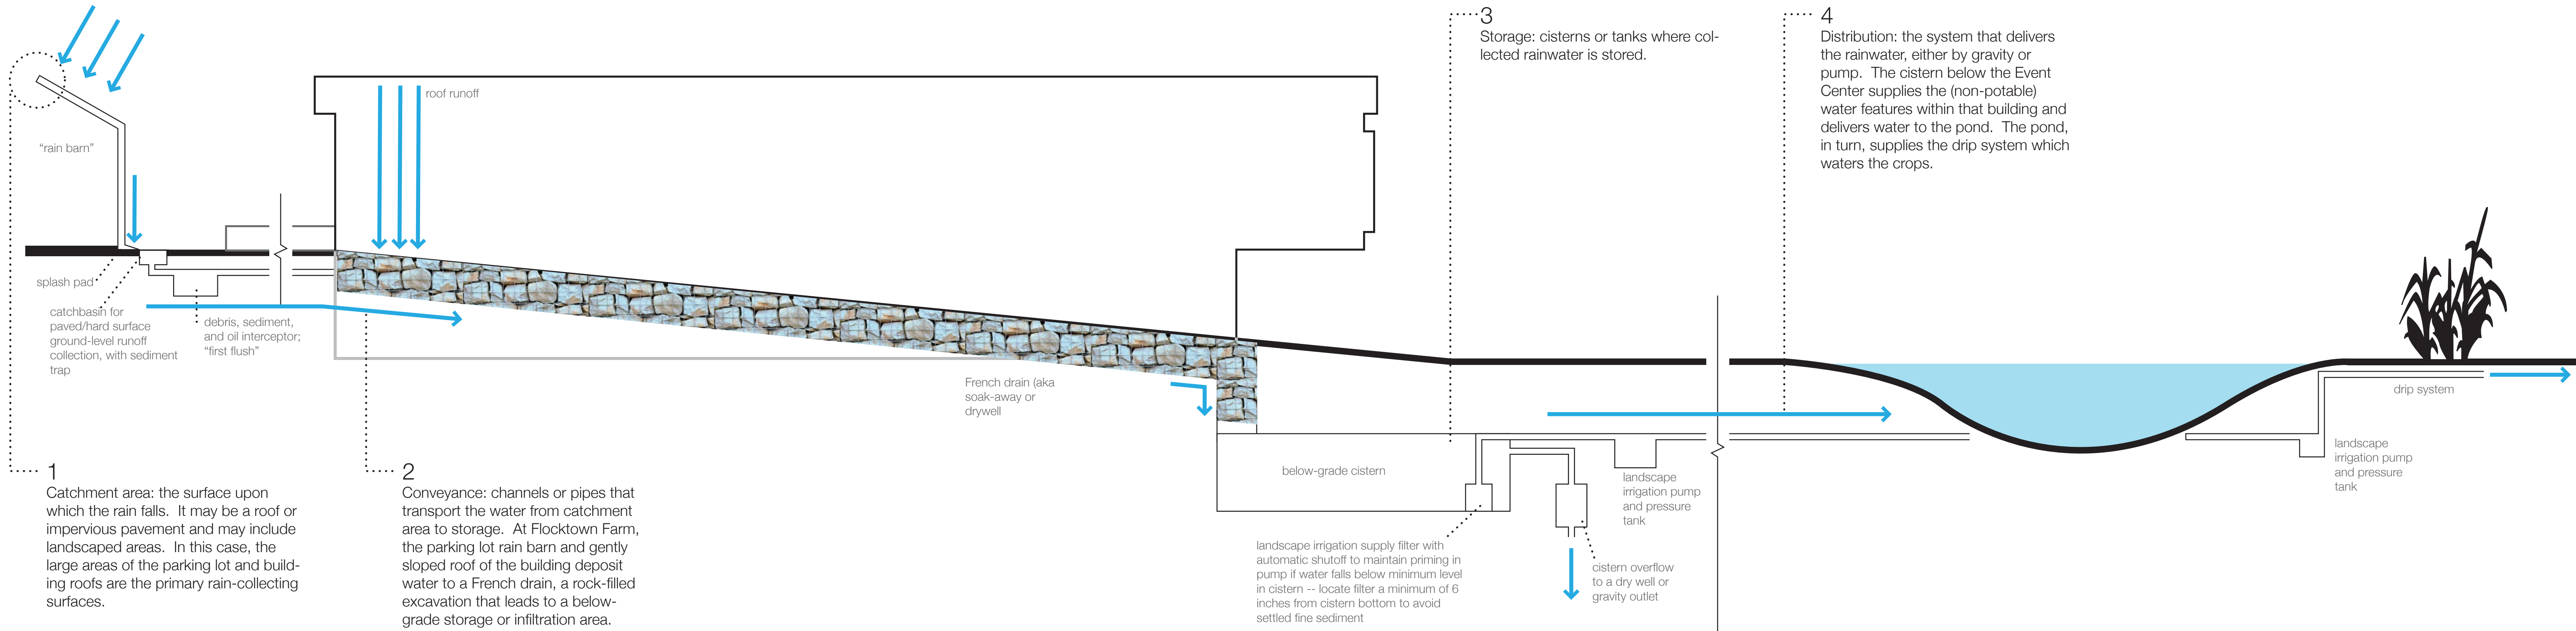 "rain barn"
splash pad
catchbasin for
paved/hard surface
ground-level runoff
collection, with sediment
trap
debris, sediment,
and oil interceptor;
"first flush"
roof runoff
French drain (aka
soak-away or
drywell
1
Catchment area: the surface upon
which the rain falls.  It may be a roof or
impervious pavement and may include
landscaped areas.  In this case, the
large areas of the parking lot and build-
ing roofs are the primary rain-collecting
surfaces.
2
Conveyance: channels or pipes that
transport the water from catchment
area to storage.  At Flocktown Farm,
the parking lot rain barn and gently
sloped roof of the building deposit
water to a French drain, a rock-filled
excavation that leads to a below-
grade storage or infiltration area.
3
Storage: cisterns or tanks where col-
lected rainwater is stored.
below-grade cistern
landscape irrigation supply filter with
automatic shutoff to maintain priming in
pump if water falls below minimum level
in cistern -- locate filter a minimum of 6
inches from cistern bottom to avoid
settled fine sediment
cistern overflow
to a dry well or
gravity outlet
landscape
irrigation pump
and pressure
tank
4
Distribution: the system that delivers
the rainwater, either by gravity or
pump.  The cistern below the Event
Center supplies the (non-potable)
water features within that building and
delivers water to the pond.  The pond,
in turn, supplies the drip system which
waters the crops.
drip system
landscape
irrigation pump
and pressure
tank